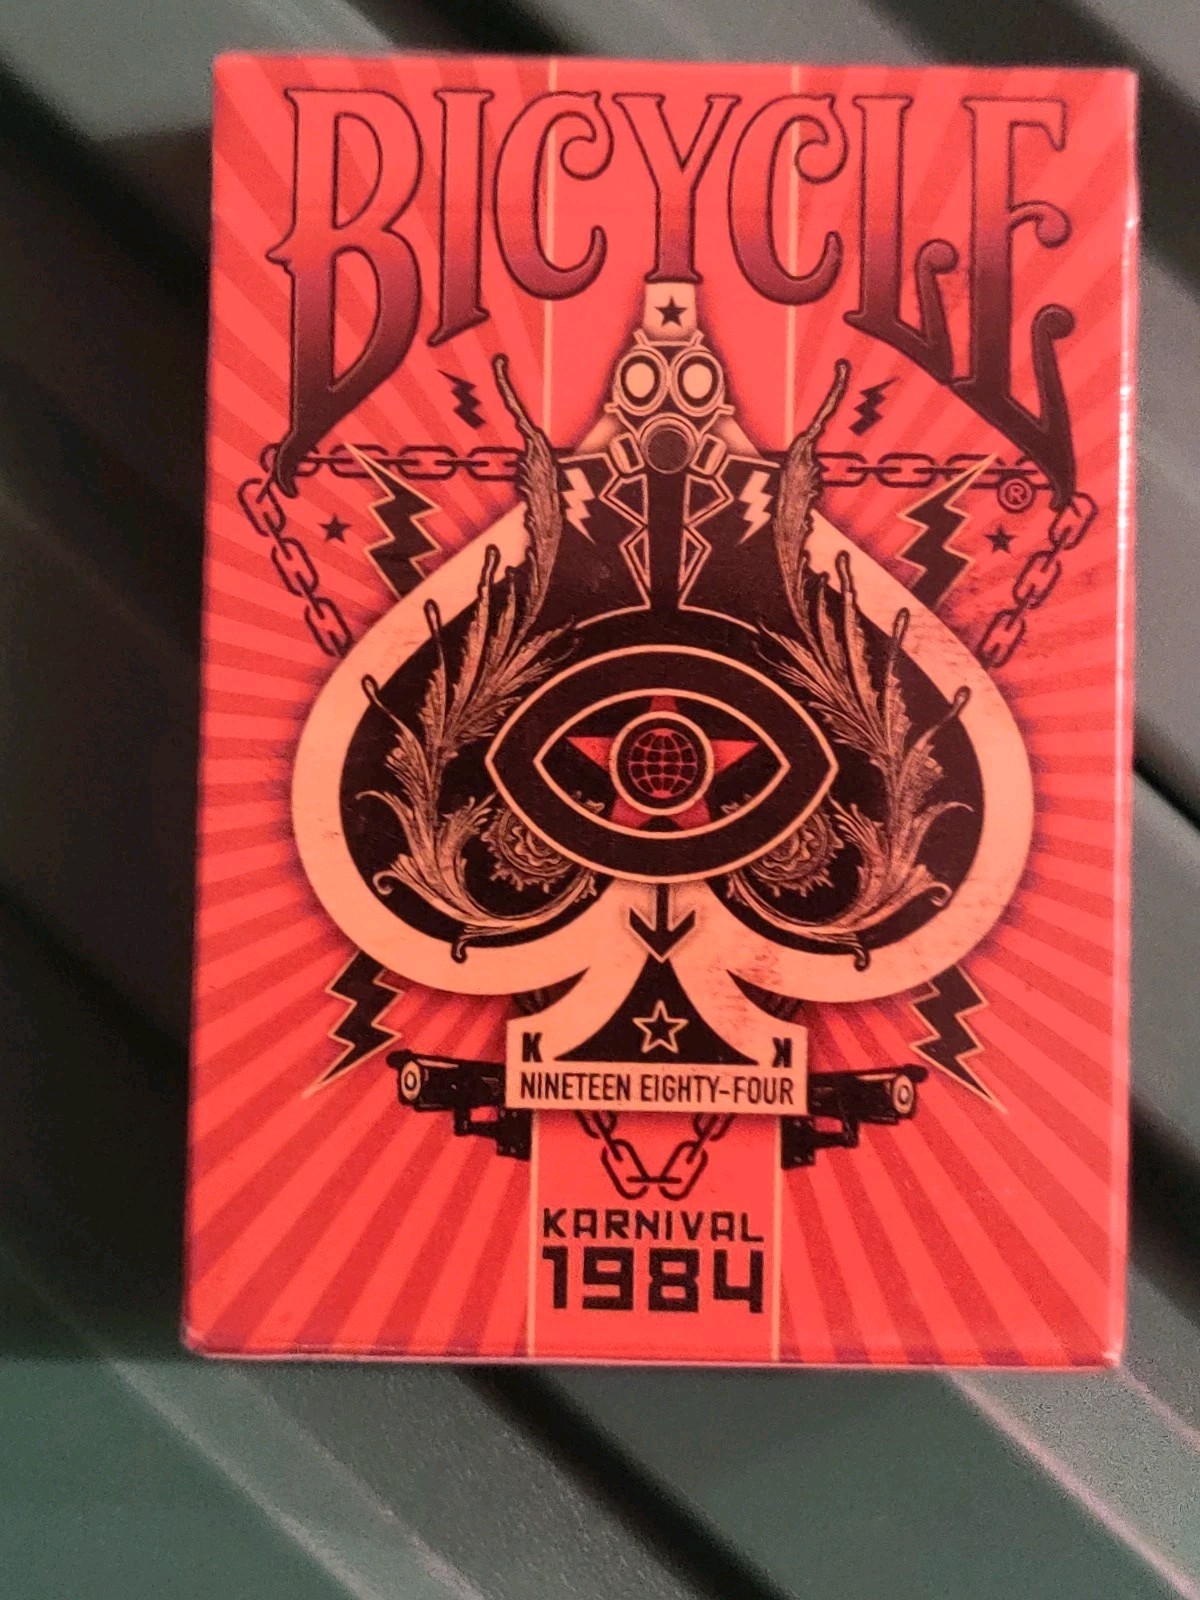 BICYCLE
®
K K
NINETEEN EIGHTY-FOUR
KARNIVAL
1984